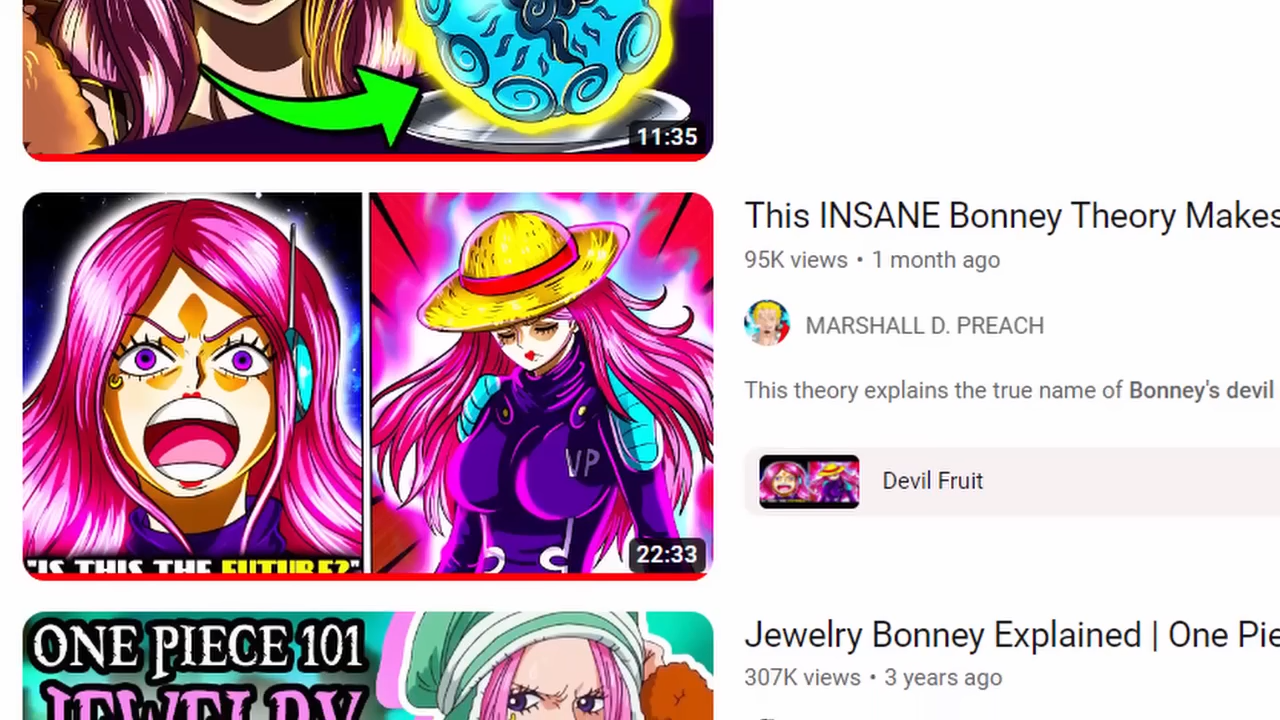 11:35
This INSANE Bonney Theory Makes
95K views • 1 month ago
MARSHALL D. PREACH
This theory explains the true name of Bonney's devil
VP
"IS THIS THE FUTURE?"
22:33
Devil Fruit
ONE PIECE 101
JEWELRY
Jewelry Bonney Explained | One Pie
307K views • 3 years ago